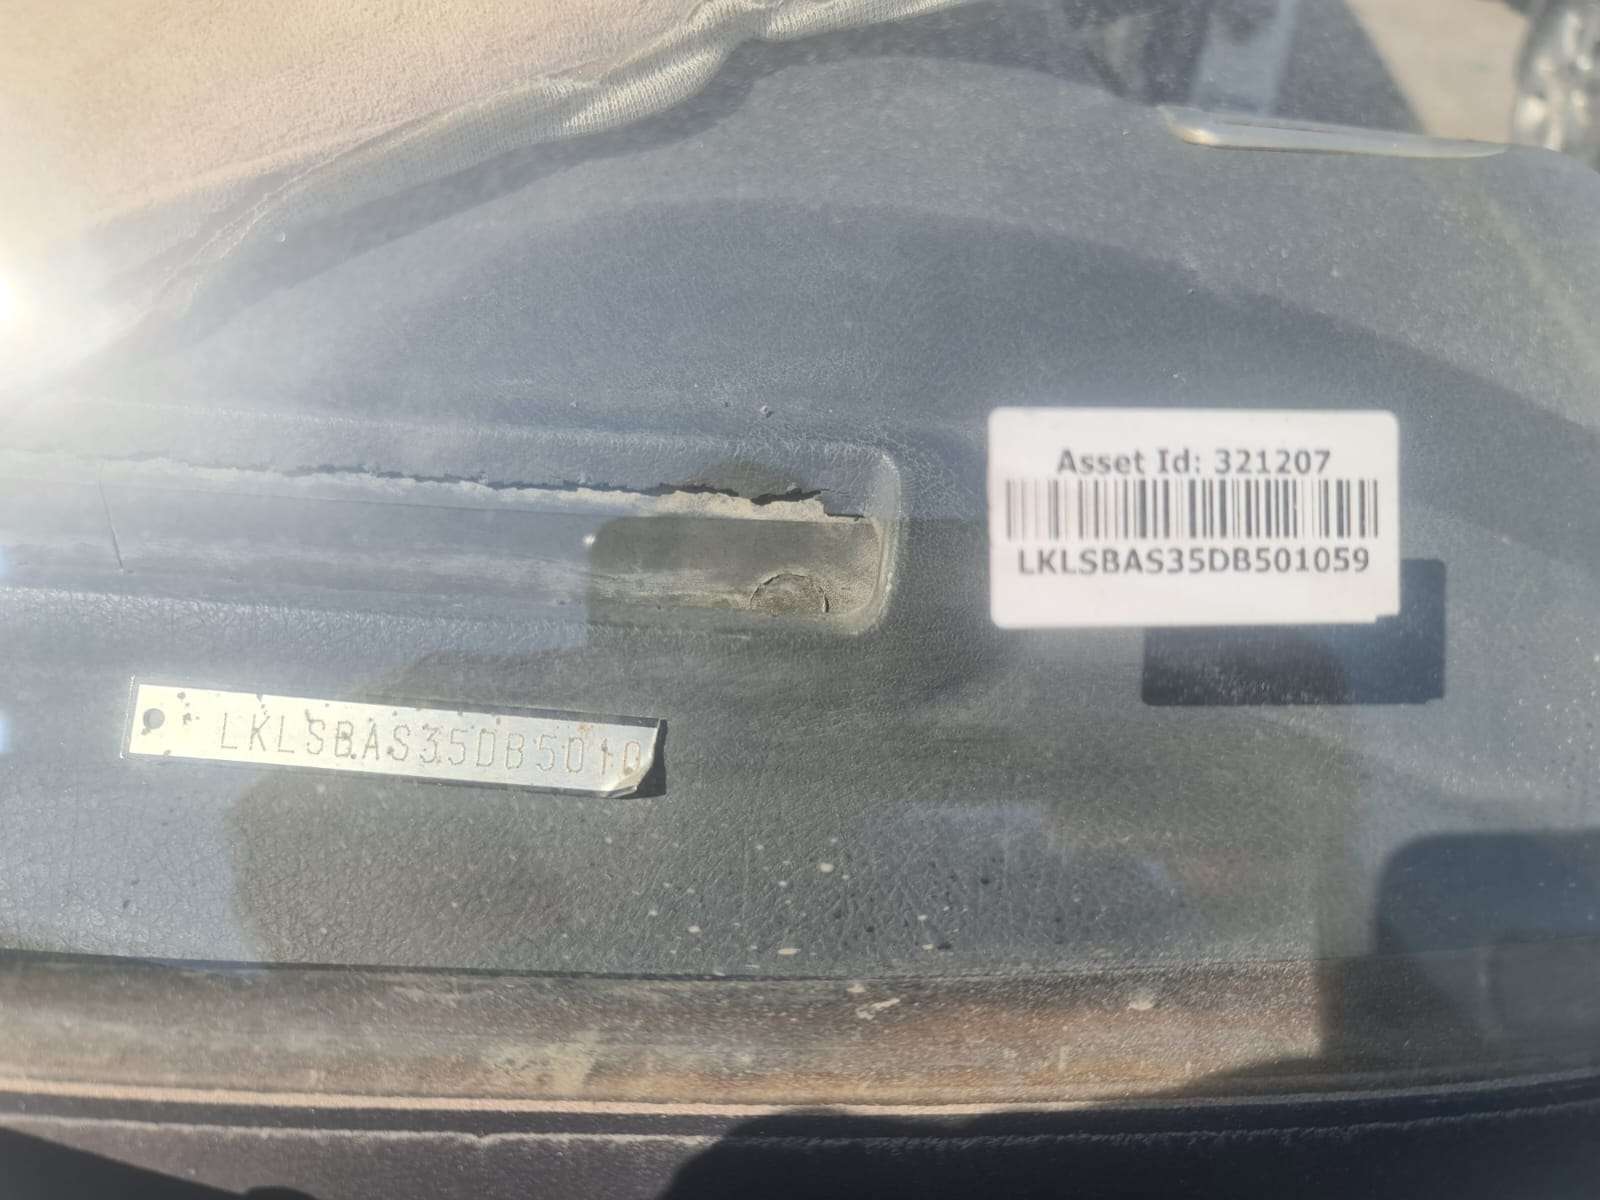 Asset Id: 321207
LKLSBAS35DB501059
LKLSBAS35DB5010